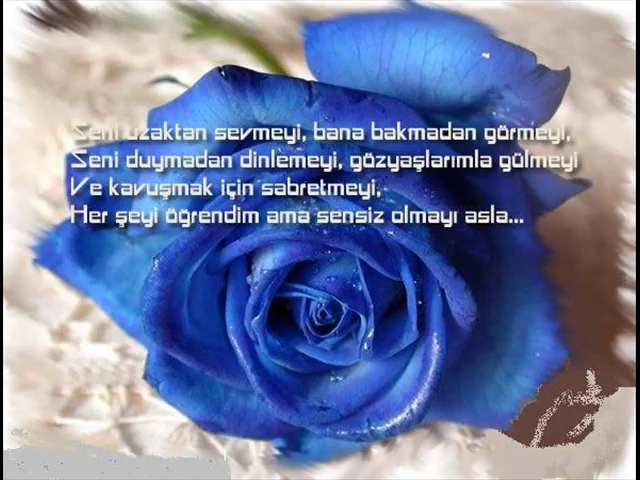 Seni uzaktan sevmeyi, bana bakmadan görmeyi,
Seni duymadan dinlemeyi, gözyaşlarımla gülmeyi
Ve kavuşmak için sabretmeyi,
Her şeyi öğrendim ama sensiz olmayı asla...